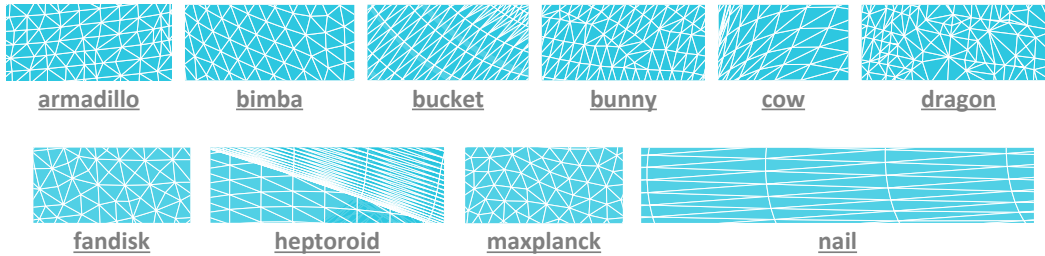 armadillo bimba bucket bunny cow dragon
fandisk heptoroid maxplanck nail